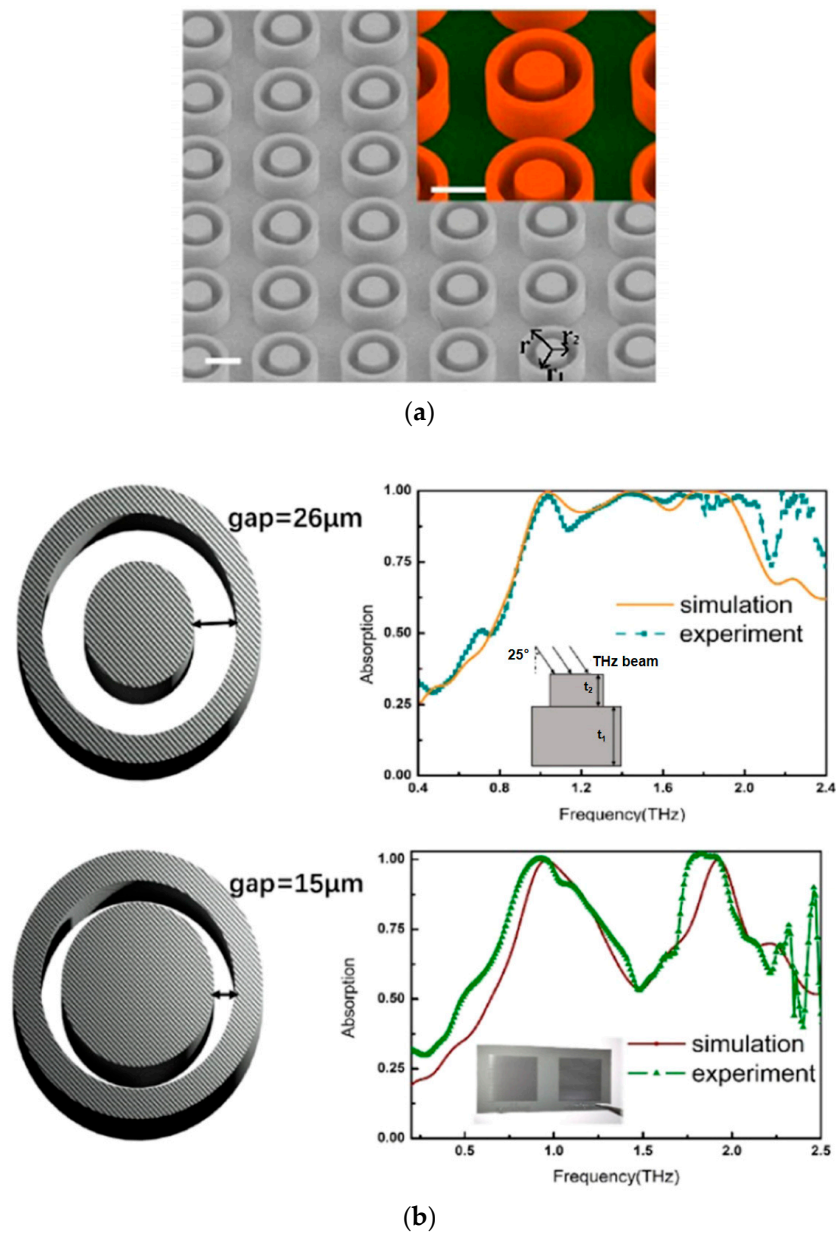 r
r₂
r₁
(a)
gap=26μm
1.00
0.75
0.50
0.25
0.00
Absorption
simulation
experiment
25°
THz beam
t₂
t₁
0.4 0.8 1.2 1.6 2.0 2.4
Frequency(THz)
gap=15μm
1.00
0.75
0.50
0.25
0.00
Absorption
simulation
experiment
0.5 1.0 1.5 2.0 2.5
Frequency(THz)
(b)